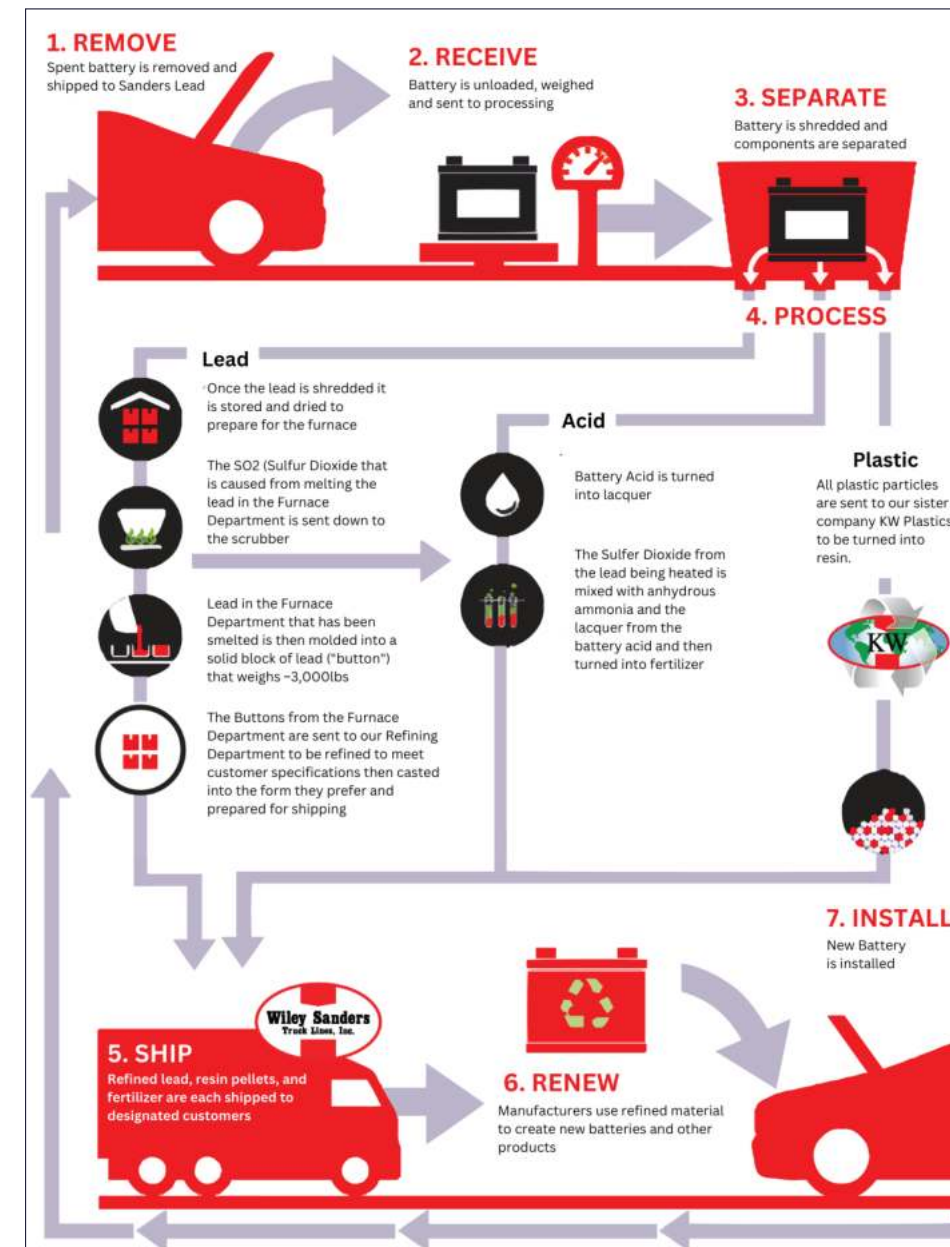 1. REMOVE
Spent battery is removed and
shipped to Sanders Lead
2. RECEIVE
Battery is unloaded, weighed
and sent to processing
3. SEPARATE
Battery is shredded and
components are separated
4. PROCESS
Lead
Once the lead is shredded it
is stored and dried to
prepare for the furnace
The SO2 (Sulfur Dioxide that
is caused from melting the
lead in the Furnace
Department is sent down to
the scrubber
Lead in the Furnace
Department that has been
smelted is then molded into a
solid block of lead ("button")
that weighs ~3,000lbs
The Buttons from the Furnace
Department are sent to our Refining
Department to be refined to meet
customer specifications then casted
into the form they prefer and
prepared for shipping
Acid
Battery Acid is turned
into lacquer
The Sulfer Dioxide from
the lead being heated is
mixed with anhydrous
ammonia and the
lacquer from the
battery acid and then
turned into fertilizer
Plastic
All plastic particles
are sent to our sister
company KW Plastics
to be turned into
resin.
KW
5. SHIP
Refined lead, resin pellets, and
fertilizer are each shipped to
designated customers
Wiley Sanders
Truck Lines, Inc.
6. RENEW
Manufacturers use refined material
to create new batteries and other
products
7. INSTALL
New Battery
is installed